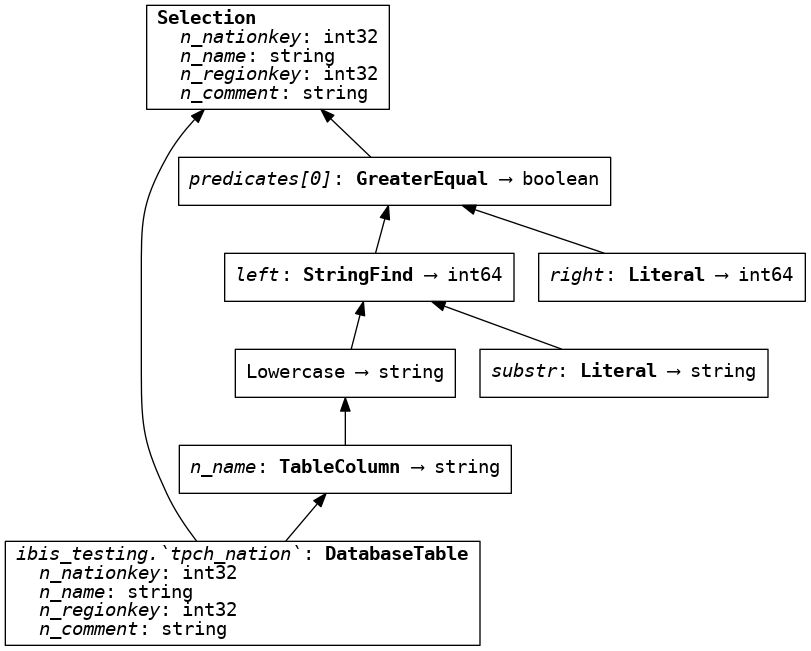 Selection
n_nationkey: int32
n_name: string
n_regionkey: int32
n_comment: string
predicates[0]: GreaterEqual → boolean
left: StringFind → int64
right: Literal → int64
Lowercase → string
substr: Literal → string
n_name: TableColumn → string
ibis_testing.`tpch_nation`: DatabaseTable
n_nationkey: int32
n_name: string
n_regionkey: int32
n_comment: string